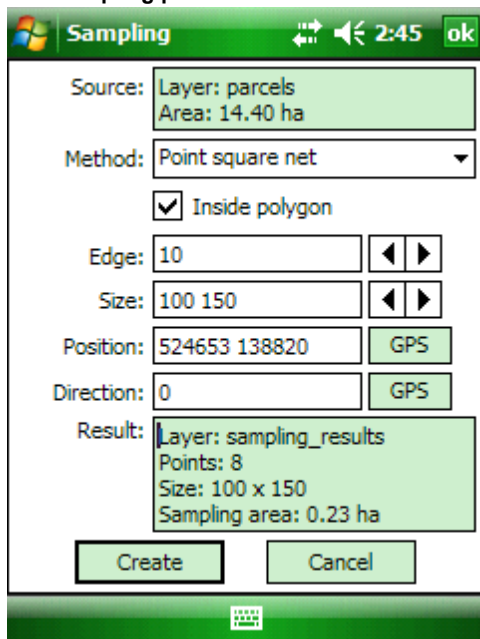 Sampling 2:45 ok
Source: Layer: parcels
Area: 14.40 ha
Method: Point square net
Inside polygon
Edge: 10
Size: 100 150
Position: 524653 138820 GPS
Direction: 0 GPS
Result: Layer: sampling_results
Points: 8
Size: 100 x 150
Sampling area: 0.23 ha
Create Cancel